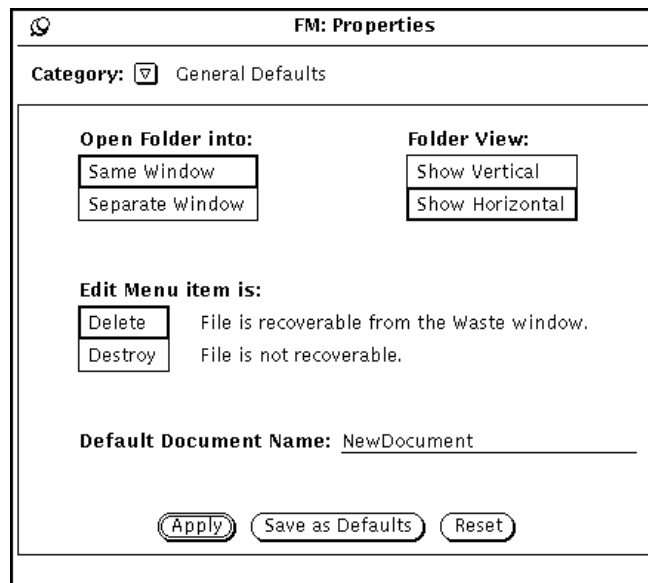 FM: Properties
Category: General Defaults
Open Folder into: Folder View:
Same Window Show Vertical
Separate Window Show Horizontal
Edit Menu item is:
Delete File is recoverable from the Waste window.
Destroy File is not recoverable.
Default Document Name: NewDocument
Apply Save as Defaults Reset